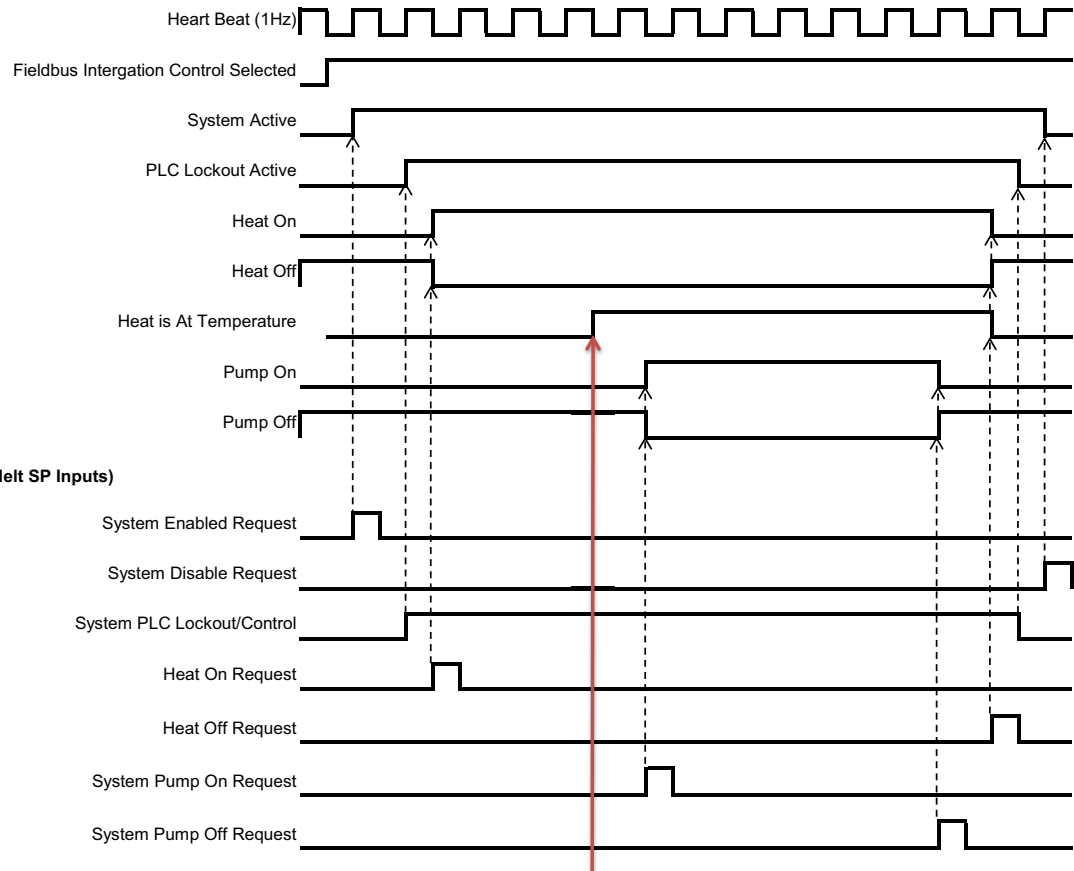 Heart Beat (1Hz)
Fieldbus Intergation Control Selected
System Active
PLC Lockout Active
Heat On
Heat Off
Heat is At Temperature
Pump On
Pump Off
SP Inputs)
System Enabled Request
System Disable Request
System PLC Lockout/Control
Heat On Request
Heat Off Request
System Pump On Request
System Pump Off Request